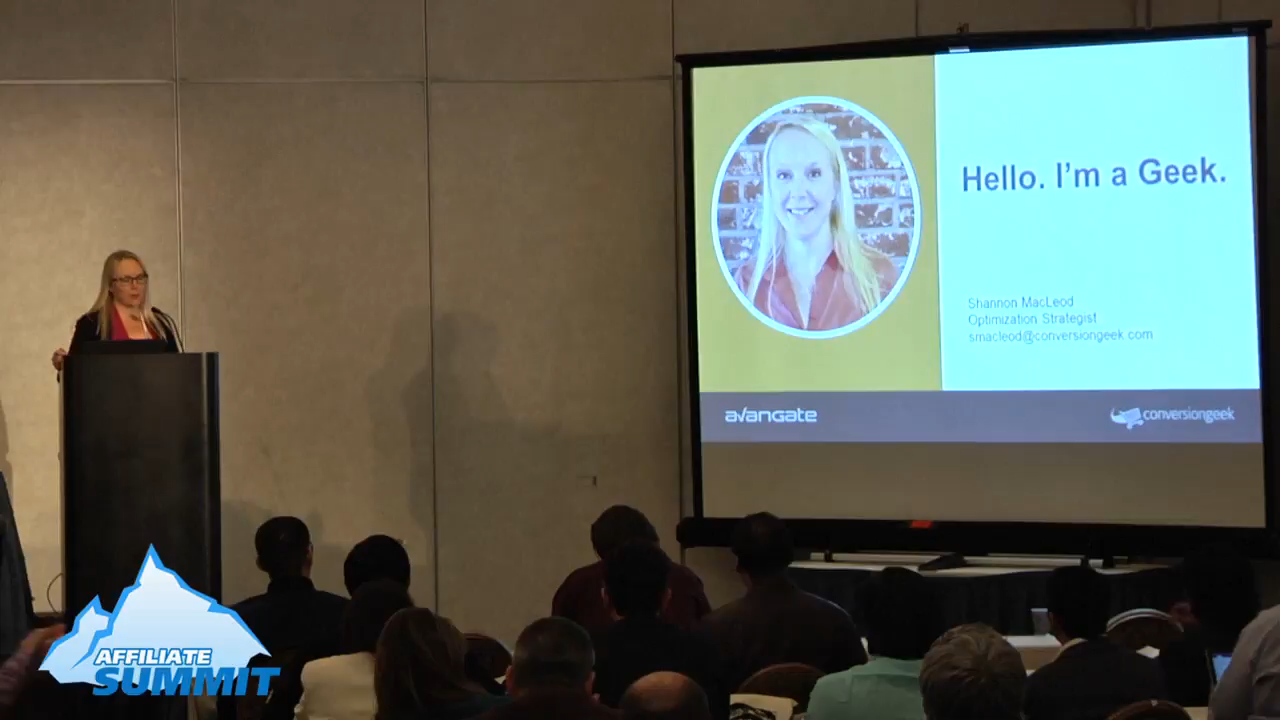 Hello. I'm a Geek.
Shannon MacLeod
Optimization Strategist
smacleod@conversiongeek.com
avangate
conversiongeek
AFFILIATE
SUMMIT